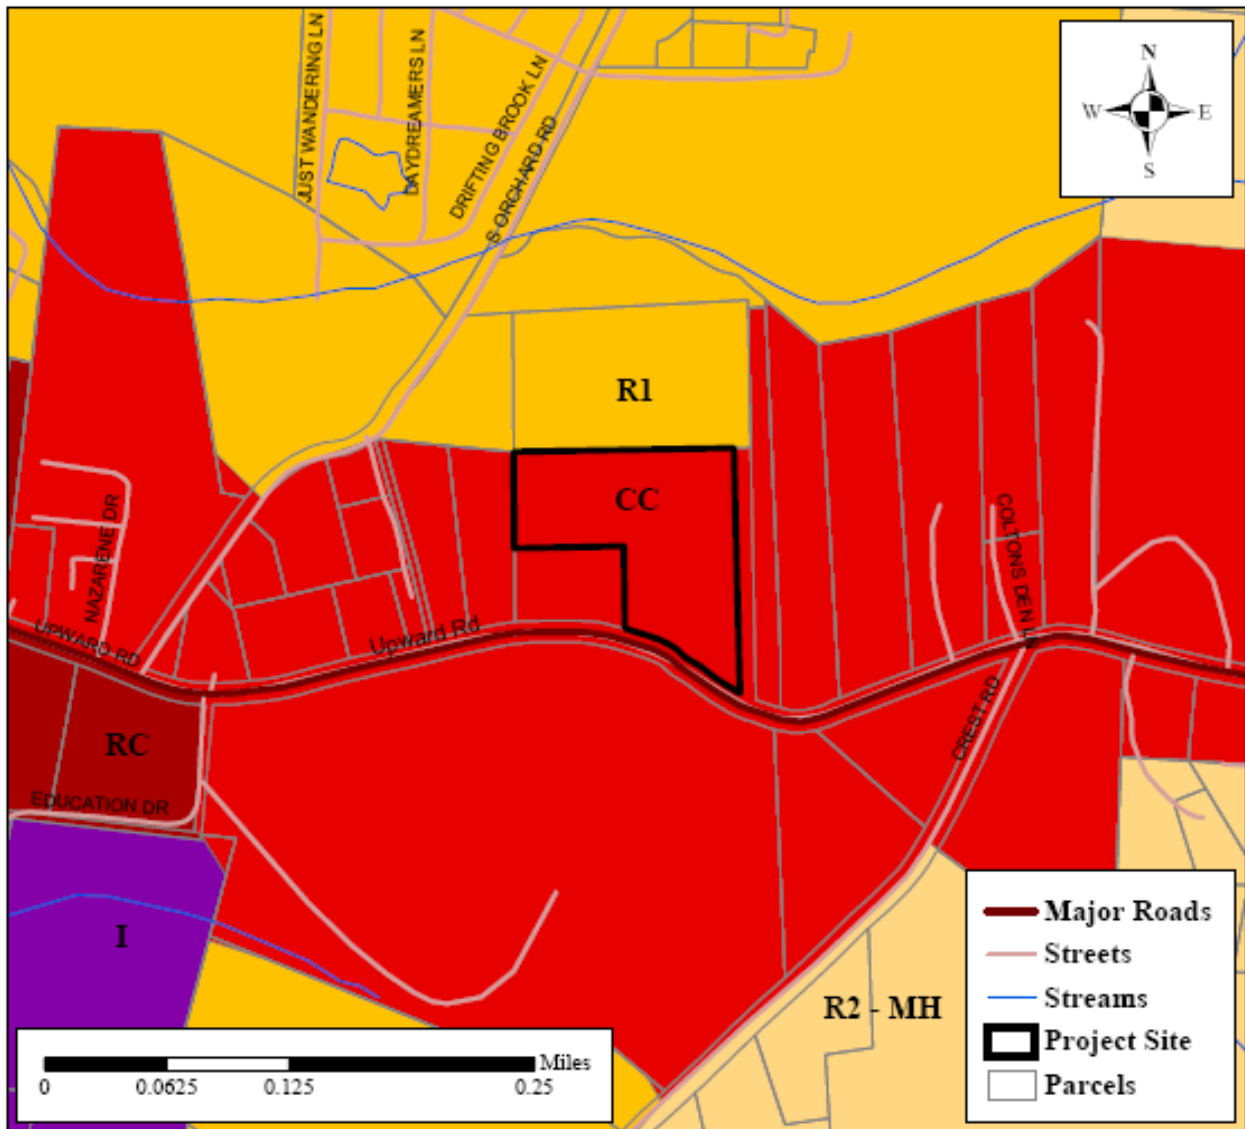 JUST WANDERING LN
DAYDREAMERS LN
DRIFTING BROOK LN
S ORCHARD RD
N
W E
S
R1
CC
NAZARENE DR
COLTONS DEN LN
UPWARD RD
Upward Rd
CREST RD
RC
EDUCATION DR
I
R2 - MH
Major Roads
Streets
Streams
Project Site
Parcels
Miles
0 0.0625 0.125 0.25